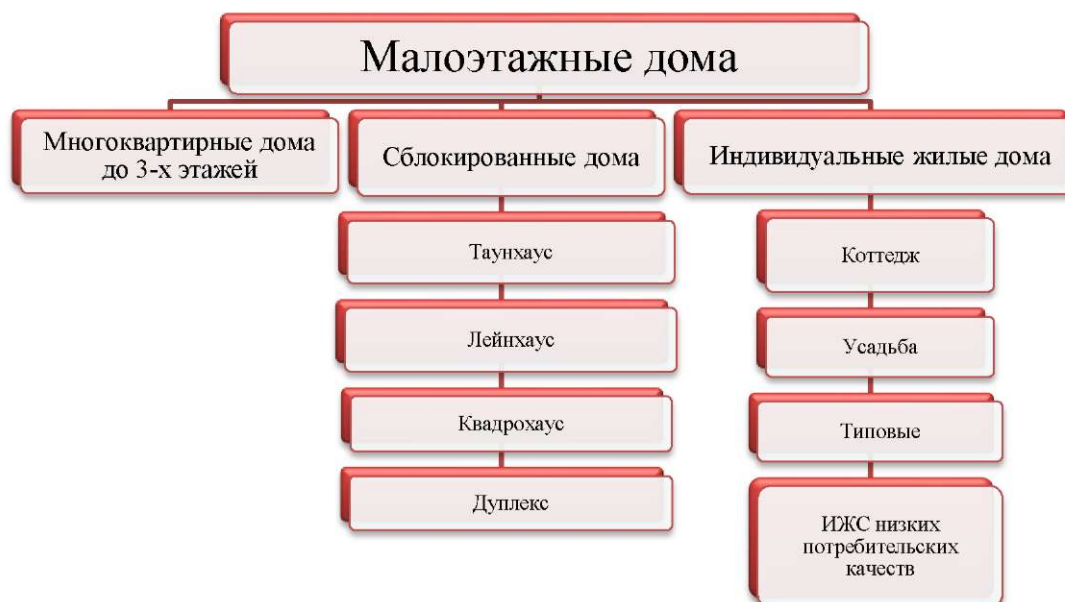 Малоэтажные дома
Многоквартирные дома
до 3-х этажей
Сблокированные дома
Индивидуальные жилые дома
Таунхаус
Лейнхаус
Квадрохаус
Дуплекс
Коттедж
Усадьба
Типовые
ИЖС низких
потребительских
качеств